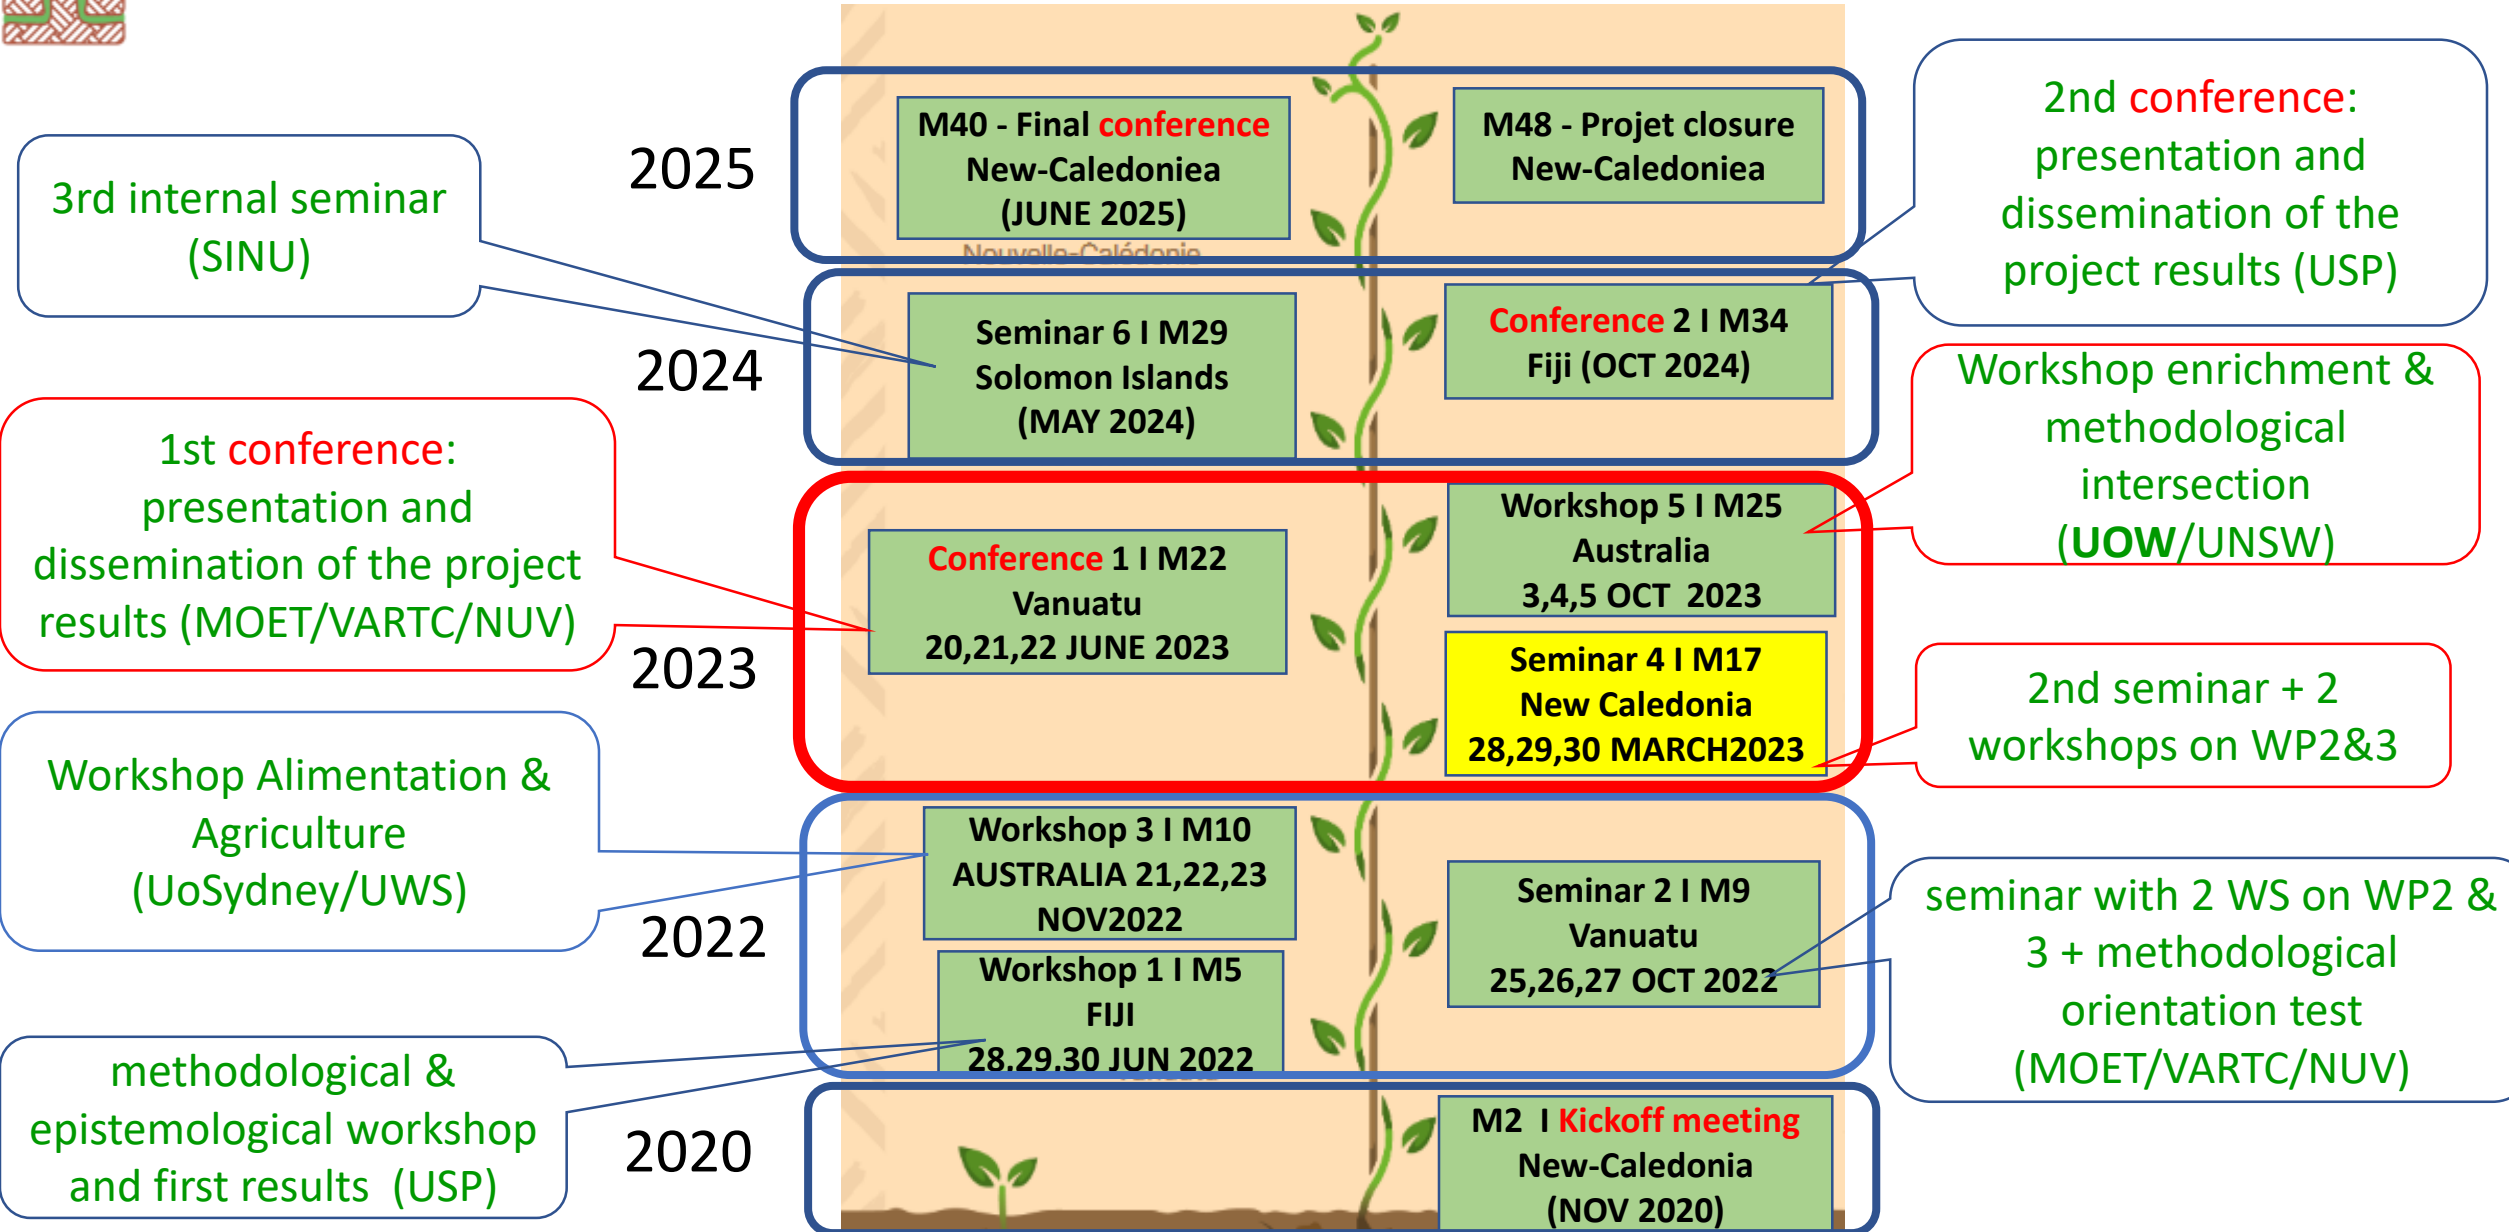 2025
M40 - Final conference
New-Caledoniea
(JUNE 2025)
Nouvelle-Calédonie
M48 - Projet closure
New-Caledoniea
2nd conference:
presentation and
dissemination of the
project results (USP)
3rd internal seminar
(SINU)
2024
Seminar 6 I M29
Solomon Islands
(MAY 2024)
Conference 2 I M34
Fiji (OCT 2024)
Workshop enrichment &
methodological
intersection
(UOW/UNSW)
1st conference:
presentation and
dissemination of the project
results (MOET/VARTC/NUV)
2023
Conference 1 I M22
Vanuatu
20,21,22 JUNE 2023
Workshop 5 I M25
Australia
3,4,5 OCT 2023
Seminar 4 I M17
New Caledonia
28,29,30 MARCH2023
2nd seminar + 2
workshops on WP2&3
Workshop Alimentation &
Agriculture
(UoSydney/UWS)
2022
Workshop 3 I M10
AUSTRALIA 21,22,23
NOV2022
Workshop 1 I M5
FIJI
28,29,30 JUN 2022
Seminar 2 I M9
Vanuatu
25,26,27 OCT 2022
seminar with 2 WS on WP2 &
3 + methodological
orientation test
(MOET/VARTC/NUV)
methodological &
epistemological workshop
and first results (USP)
2020
M2 I Kickoff meeting
New-Caledonia
(NOV 2020)